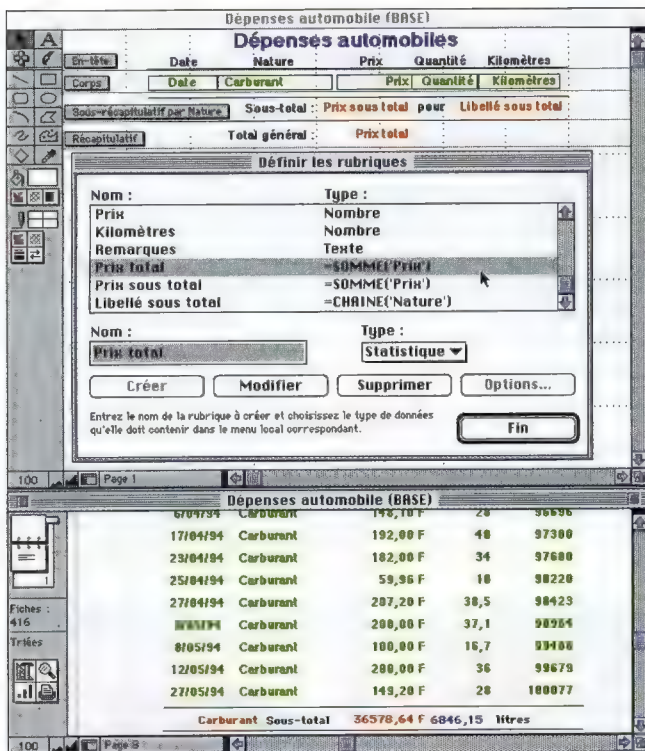 Dépenses automobile (BASE)
Dépenses automobiles
A
En-tête Date Nature Prix Quantité Kilomètres
Corps Date Carburant Prix Quantité Kilomètres
Sous-récapitulatif par Nature Sous-total : Prix sous total pour Libellé sous total
Récapitulatif Total général : Prix total
Définir les rubriques
Nom : Type :
Prix Nombre
Kilomètres Nombre
Remarques Texte
Prix total =SOMME('Prix')
Prix sous total =SOMME('Prix')
Libellé sous total =CHAINE('Nature')
Nom : Type :
Prix total Statistique
Créer Modifier Supprimer Options...
Entrez le nom de la rubrique à créer et choisissez le type de données
qu'elle doit contenir dans le menu local correspondant.
Fin
100 Page 1
Dépenses automobile (BASE)
6/04/94 Carburant 148,10 F 28 96696
17/04/94 Carburant 192,00 F 40 97300
23/04/94 Carburant 182,00 F 34 97600
25/04/94 Carburant 59,96 F 10 98220
27/04/94 Carburant 207,20 F 38,5 98423
Carburant 200,00 F 37,1
8/05/94 Carburant 100,00 F 16,7
12/05/94 Carburant 200,00 F 36 99679
27/05/94 Carburant 149,20 F 28 100077
Carburant Sous-total 36578,64 F 6846,15 litres
1
Fiches :
416
Triées
100 Page 8